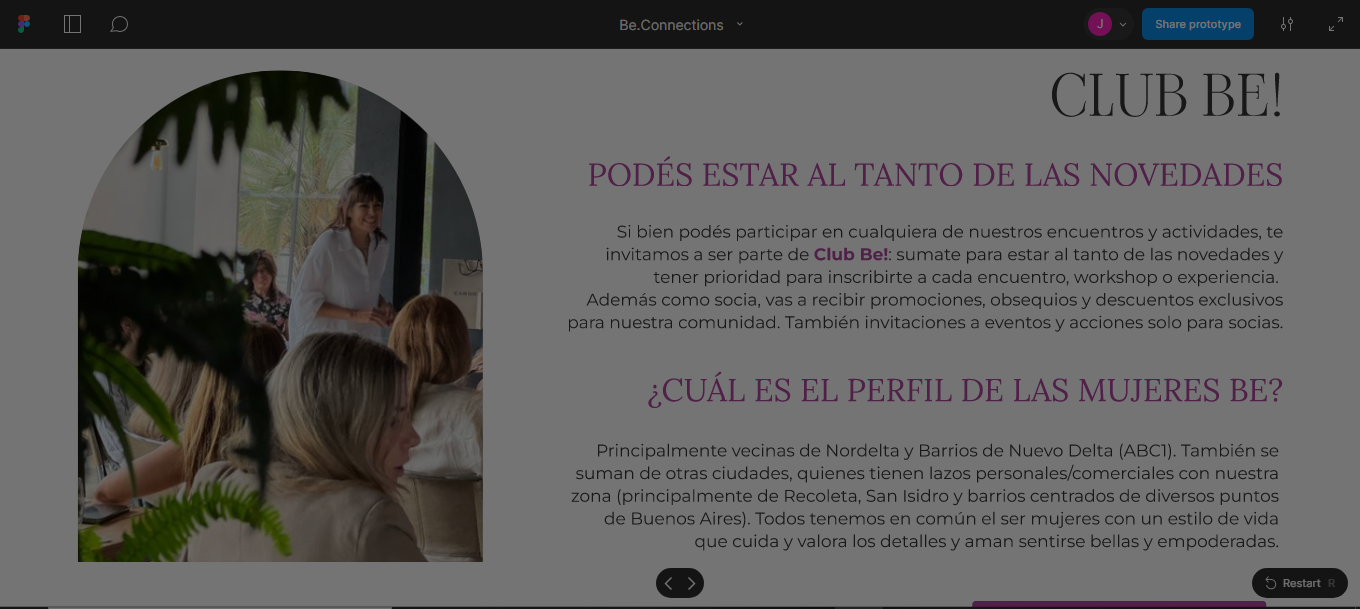 Be.Connections
J
Share prototype
CLUB BE!
PODÉS ESTAR AL TANTO DE LAS NOVEDADES
Si bien podés participar en cualquiera de nuestros encuentros y actividades, te
invitamos a ser parte de Club Be!: sumate para estar al tanto de las novedades y
tener prioridad para inscribirte a cada encuentro, workshop o experiencia.
Además como socia, vas a recibir promociones, obsequios y descuentos exclusivos
para nuestra comunidad. También invitaciones a eventos y acciones solo para socias.
¿CUÁL ES EL PERFIL DE LAS MUJERES BE?
Principalmente vecinas de Nordelta y Barrios de Nuevo Delta (ABC1). También se
suman de otras ciudades, quienes tienen lazos personales/comerciales con nuestra
zona (principalmente de Recoleta, San Isidro y barrios centrados de diversos puntos
de Buenos Aires). Todos tenemos en común el ser mujeres con un estilo de vida
que cuida y valora los detalles y aman sentirse bellas y empoderadas.
Restart R